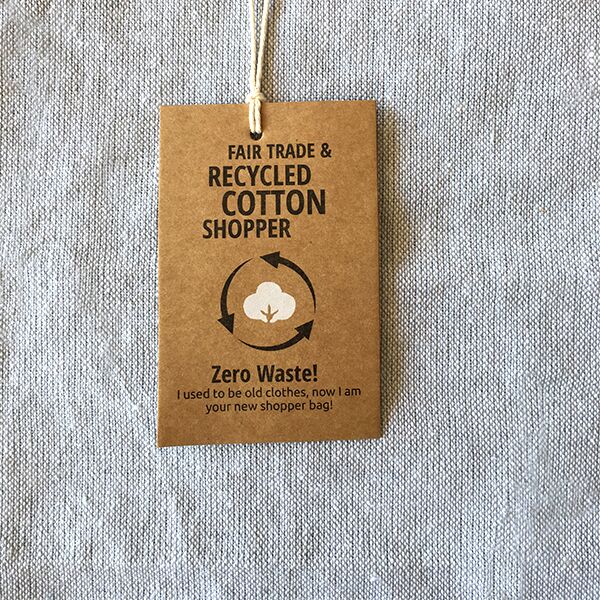 FAIR TRADE &
RECYCLED
COTTON
SHOPPER
Zero Waste!
I used to be old clothes, now I am
your new shopper bag!